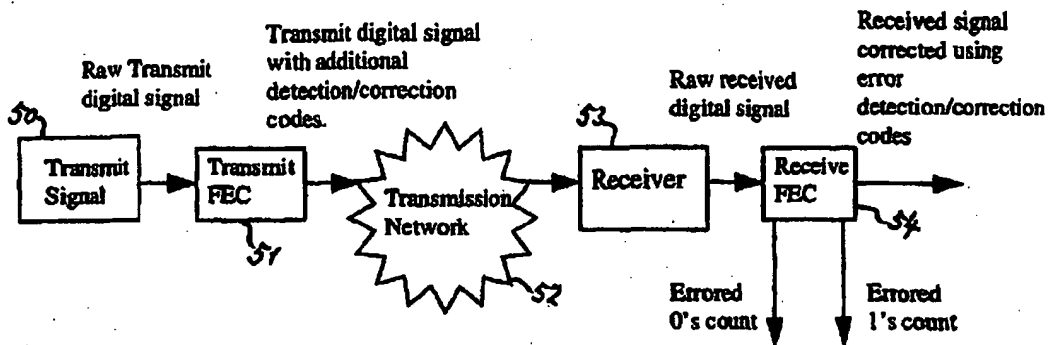 Raw Transmit
digital signal
Transmit digital signal
with additional
detection/correction
codes.
Raw received
digital signal
Received signal
corrected using
error
detection/correction
codes
50
Transmit
Signal
Transmit
FEC
51
Transmission
Network
52
53
Receiver
Receive
FEC
54
Errored
0's count
Errored
1's count